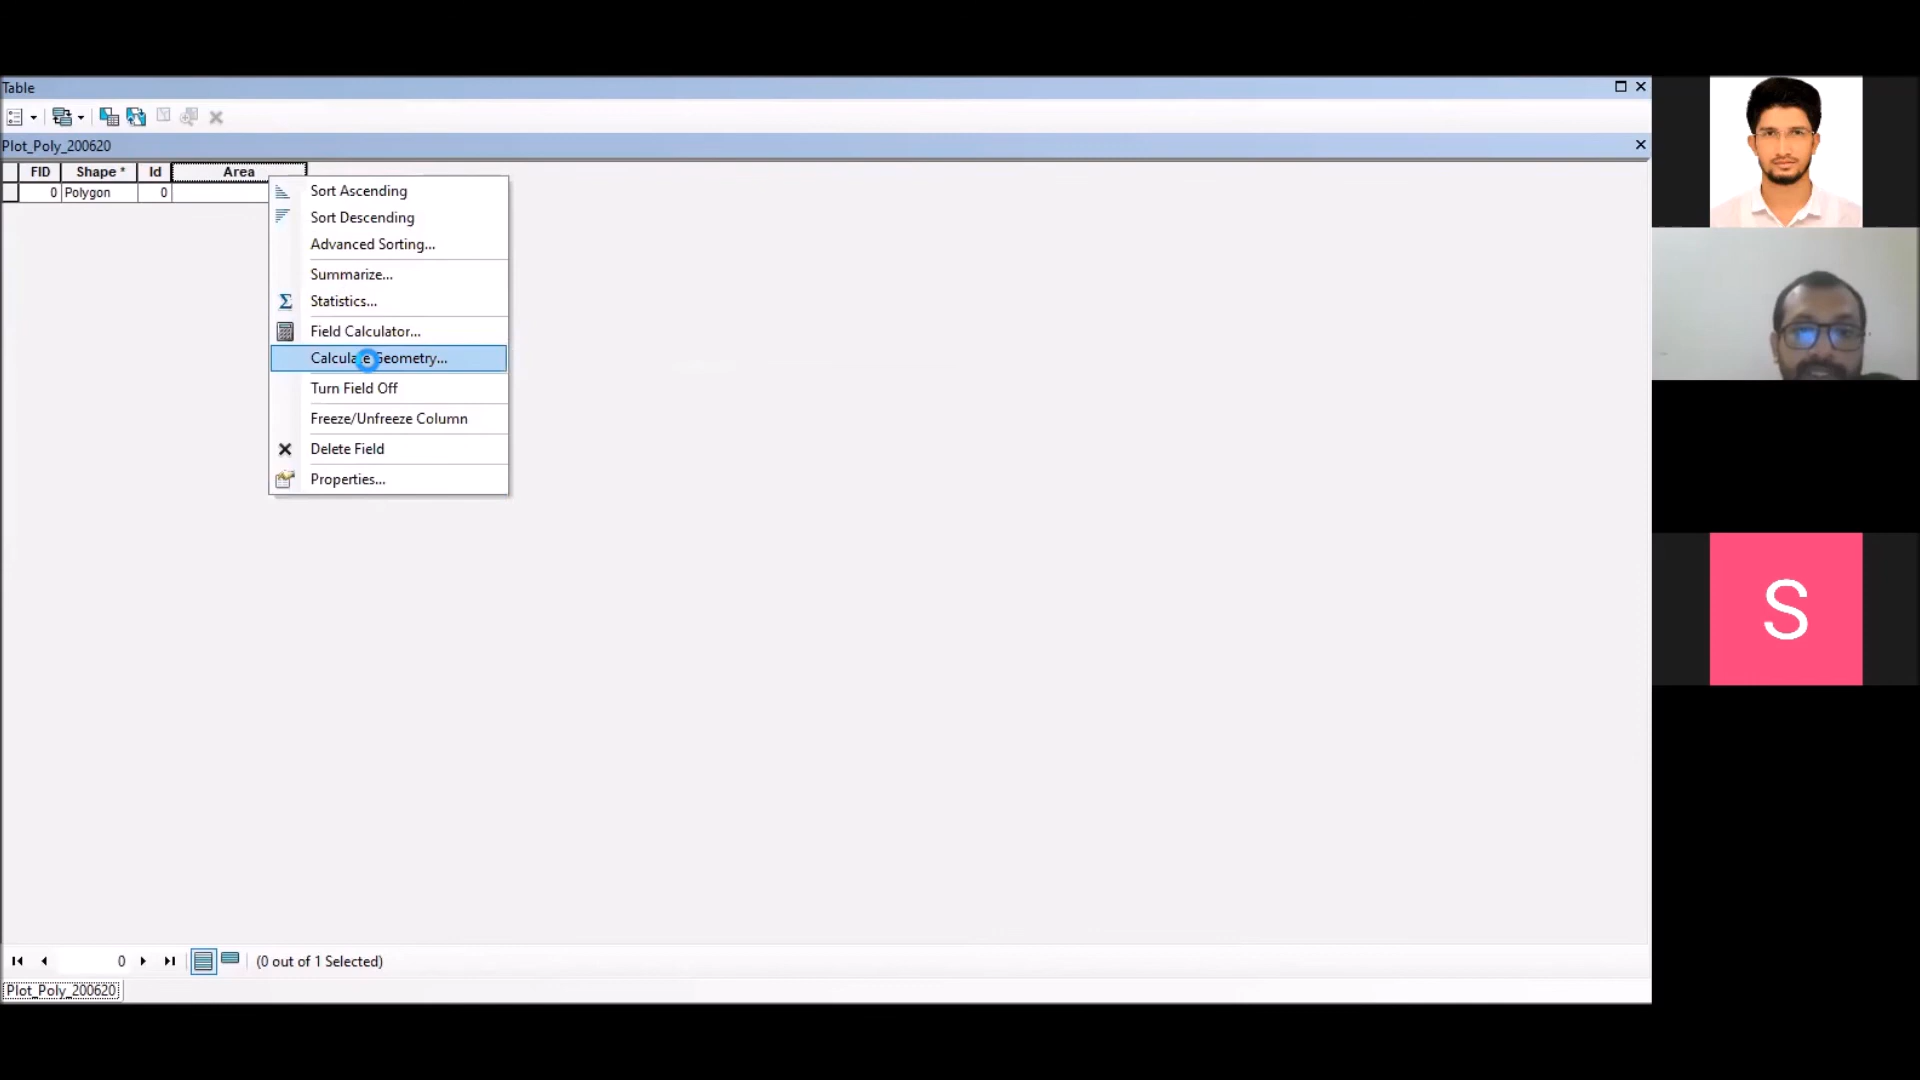 Table
Plot_Poly_200620
FID Shape * Id Area
0 Polygon 0
Sort Ascending
Sort Descending
Advanced Sorting...
Summarize...
Statistics...
Field Calculator...
Calculate Geometry...
Turn Field Off
Freeze/Unfreeze Column
Delete Field
Properties...
S
0 (0 out of 1 Selected)
Plot_Poly_200620